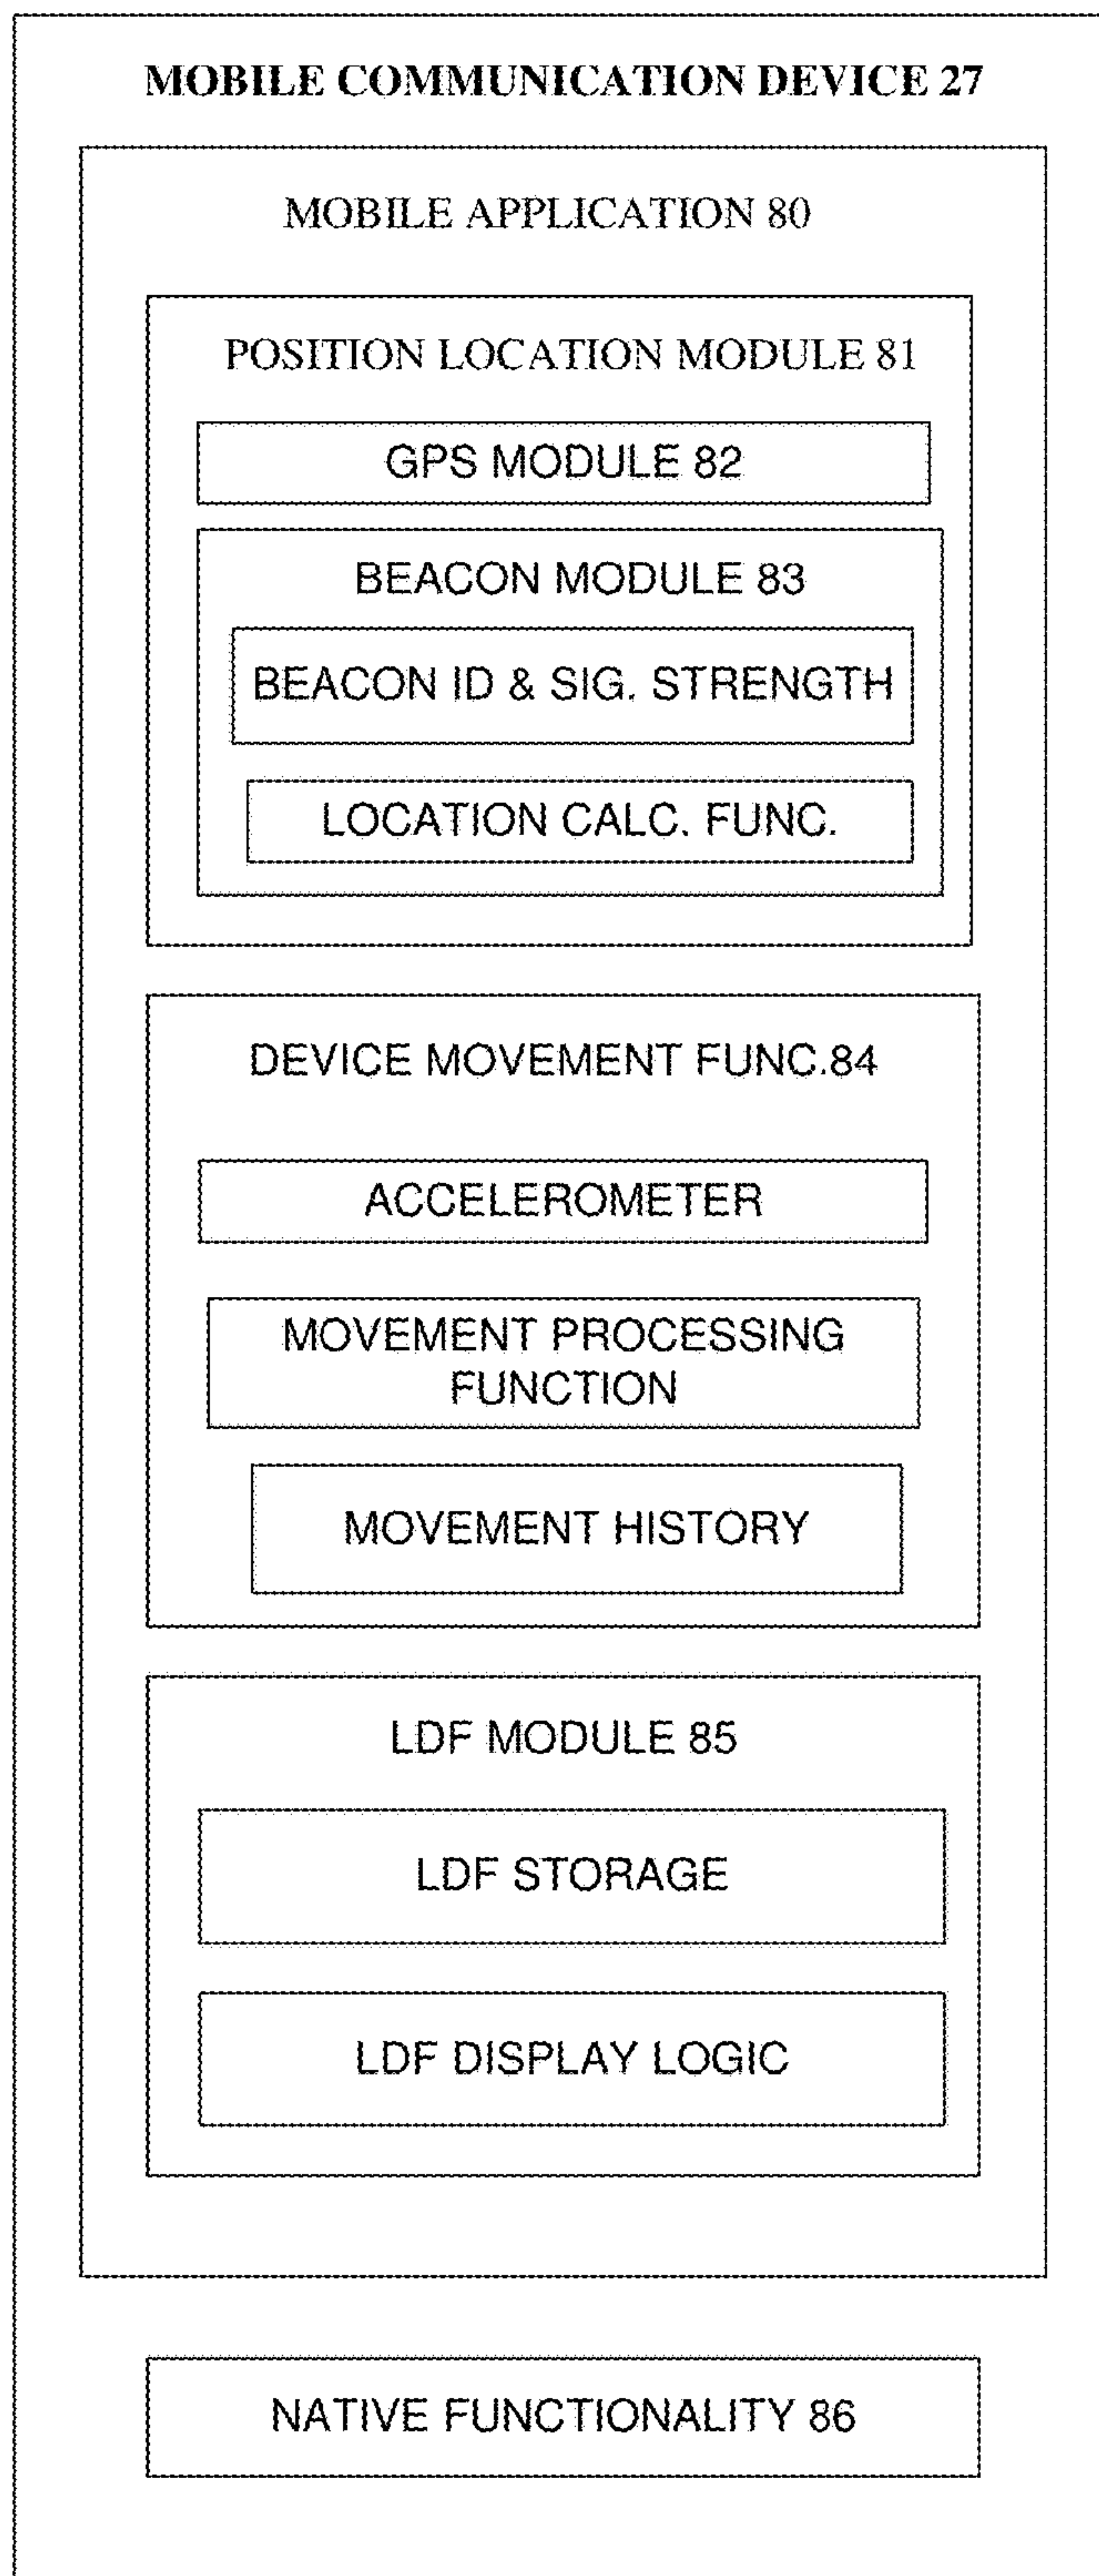 MOBILE COMMUNICATION DEVICE 27
MOBILE APPLICATION 80
POSITION LOCATION MODULE 81
GPS MODULE 82
BEACON MODULE 83
BEACON ID & SIG. STRENGTH
LOCATION CALC. FUNC.
DEVICE MOVEMENT FUNC.84
ACCELEROMETER
MOVEMENT PROCESSING
FUNCTION
MOVEMENT HISTORY
LDF MODULE 85
LDF STORAGE
LDF DISPLAY LOGIC
NATIVE FUNCTIONALITY 86